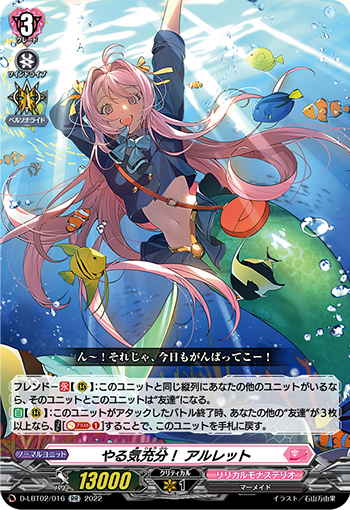 3
グレード
ツインドライブ
ペルソナライド
ん～！それじゃ、今日もがんばってこー！
フレンドー永【Ⓡ】:このユニットと同じ縦列にあなたの他のユニットがいるなら、そのユニットとこのユニットは“友達”になる。
自【Ⓡ】:このユニットがアタックしたバトル終了時、あなたの他の“友達”が3枚以上なら、【Ⓢブラスト1】することで、このユニットを手札に戻す。
ノーマルユニット
やる気充分！ アルレット
パワー
13000
クリティカル
1
リリカルモナステリオ
マーメイド
D-LBT02/016 RR 2022
イラスト／石山万由果